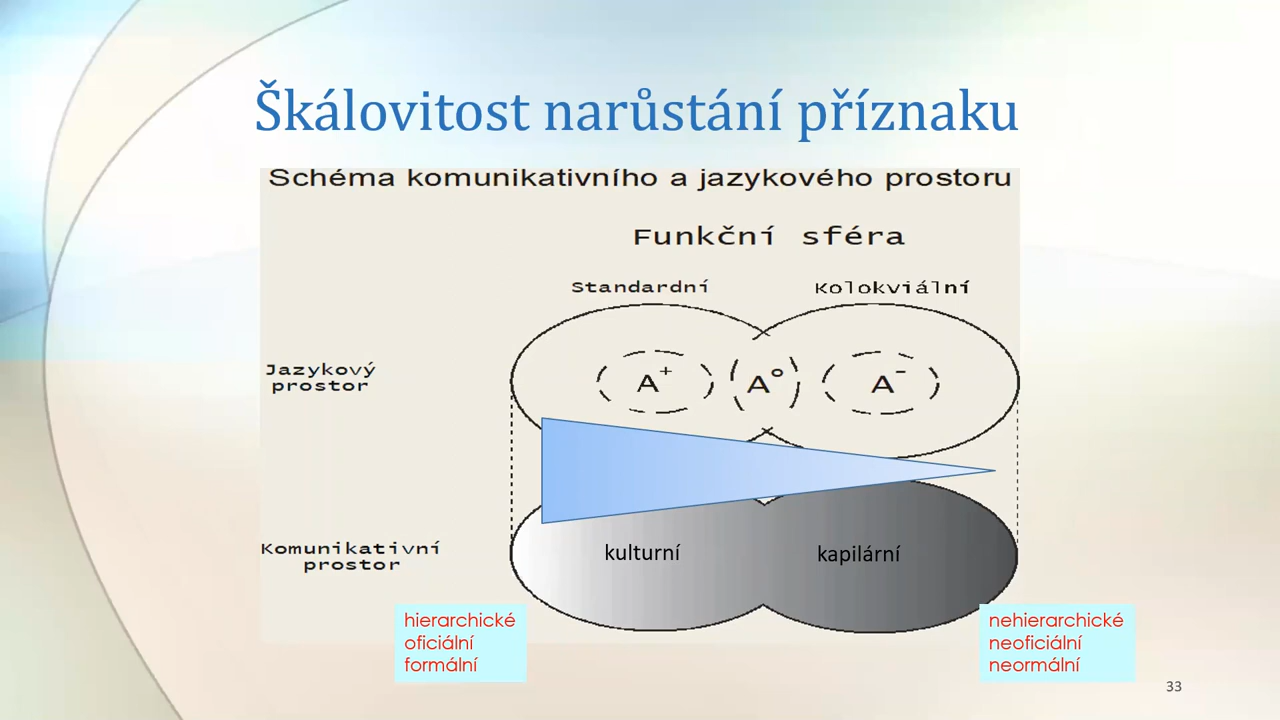 Škálovitost narůstání příznaku
Schéma komunikativního a jazykového prostoru
Funkční sféra
Standardní
Kolokviální
Jazykový
prostor
A+
A°
A-
Komunikativní
prostor
kulturní
kapilární
hierarchické
oficiální
formální
nehierarchické
neoficiální
neormální
33